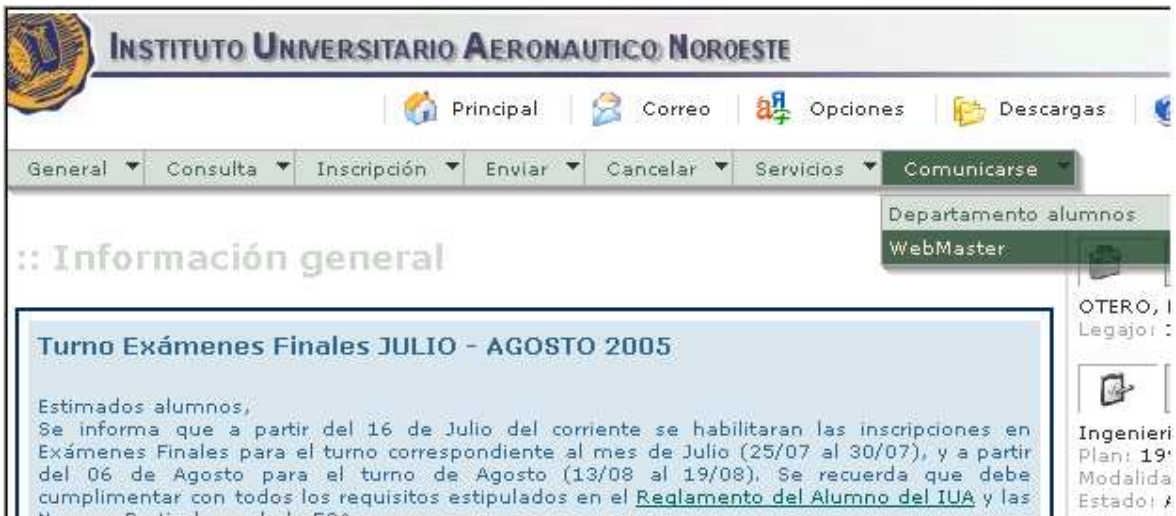 INSTITUTO UNIVERSITARIO AERONAUTICO NOROESTE
Principal Correo Opciones Descargas
General Consulta Inscripción Enviar Cancelar Servicios Comunicarse
Departamento alumnos
WebMaster
:: Información general
OTERO,
Legajo:
Turno Exámenes Finales JULIO - AGOSTO 2005
Estimados alumnos,
Se informa que a partir del 16 de Julio del corriente se habilitaran las inscripciones en
Exámenes Finales para el turno correspondiente al mes de Julio (25/07 al 30/07), y a partir
del 06 de Agosto para el turno de Agosto (13/08 al 19/08). Se recuerda que debe
cumplimentar con todos los requisitos estipulados en el Reglamento del Alumno del IUA y las
Ingenieri
Plan: 19
Modalida
Estado: